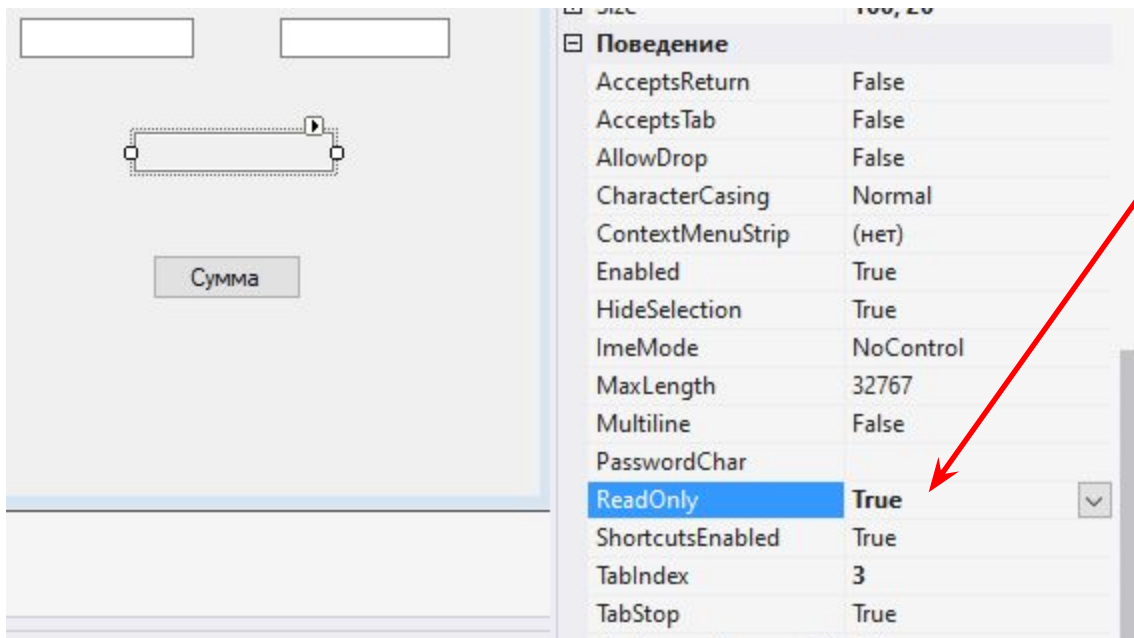 Поведение
AcceptsReturn False
AcceptsTab False
AllowDrop False
CharacterCasing Normal
ContextMenuStrip (нет)
Enabled True
Сумма
HideSelection True
ImeMode NoControl
MaxLength 32767
Multiline False
PasswordChar
ReadOnly True
ShortcutsEnabled True
TabIndex 3
TabStop True